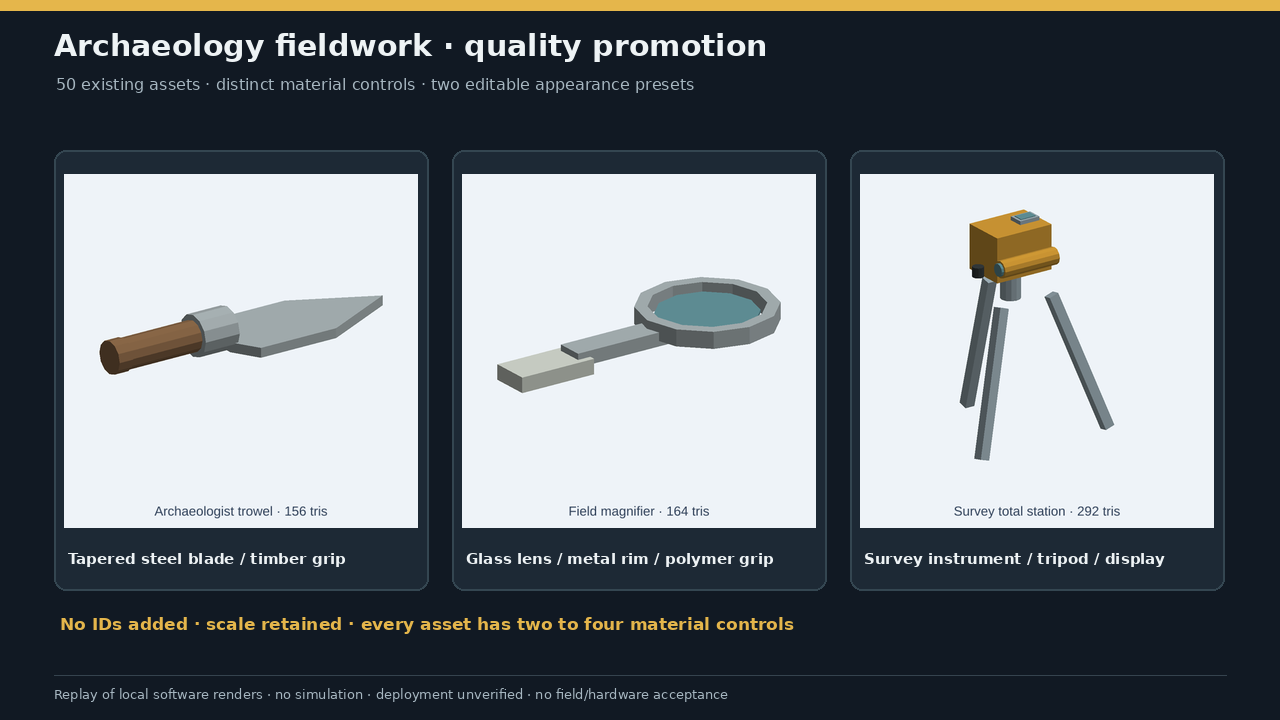 Archaeology fieldwork · quality promotion
50 existing assets · distinct material controls · two editable appearance presets
Archaeologist trowel · 156 tris
Field magnifier · 164 tris
Survey total station · 292 tris
Tapered steel blade / timber grip
Glass lens / metal rim / polymer grip
Survey instrument / tripod / display
No IDs added · scale retained · every asset has two to four material controls
Replay of local software renders · no simulation · deployment unverified · no field/hardware acceptance